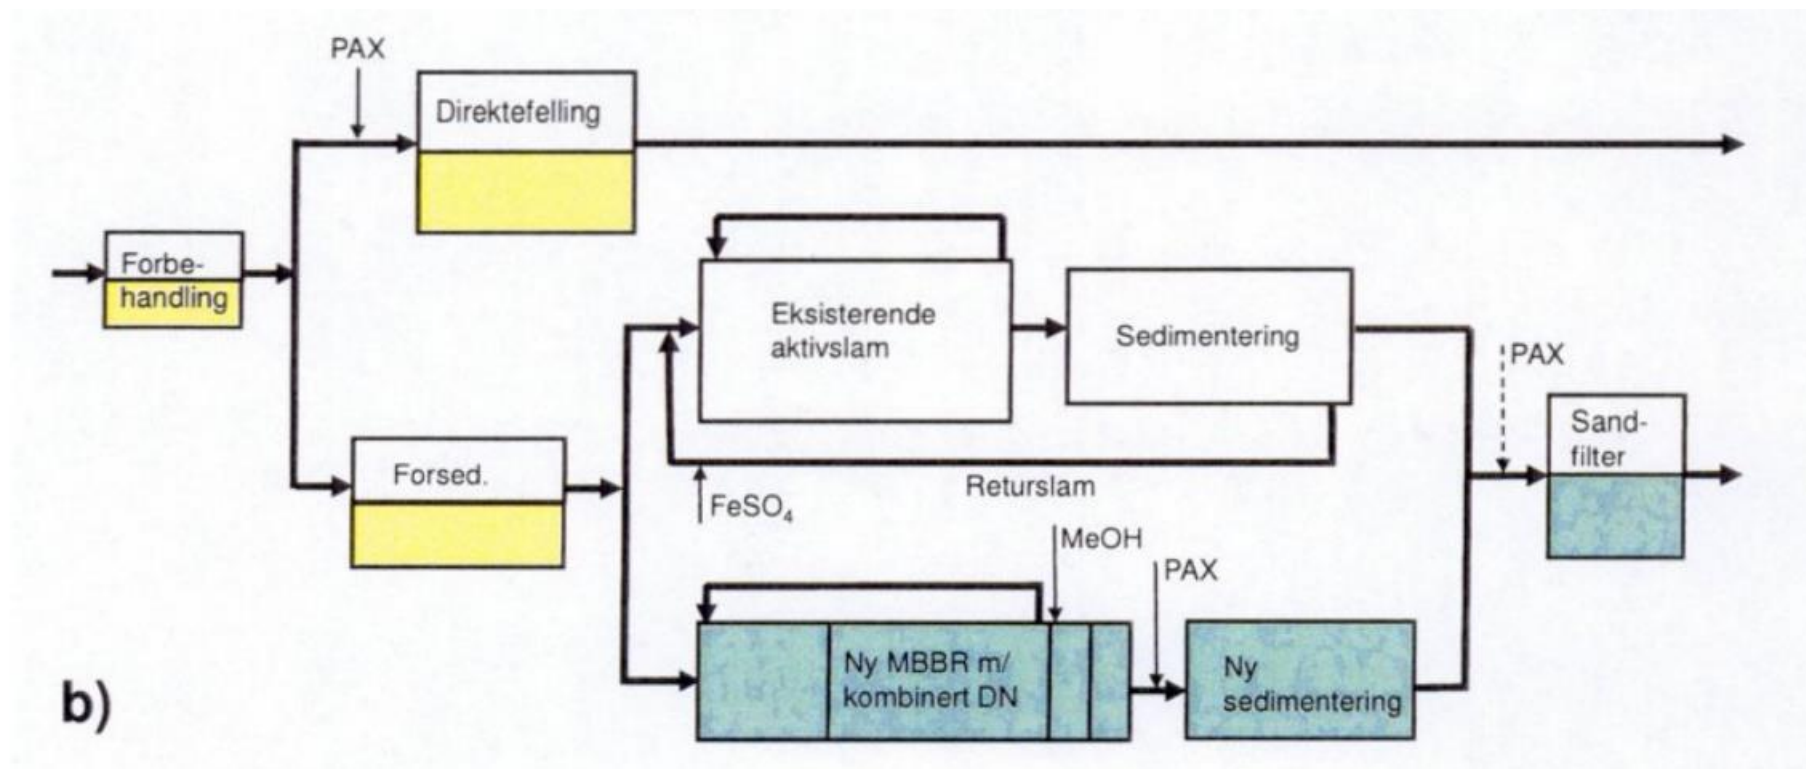 PAX
Direktefelling
Forbe-
handling
Eksisterende
aktivslam
Sedimentering
PAX
Sand-
filter
Forsed.
FeSO₄
Returslam
MeOH
PAX
Ny MBBR m/
kombinert DN
Ny
sedimentering
b)